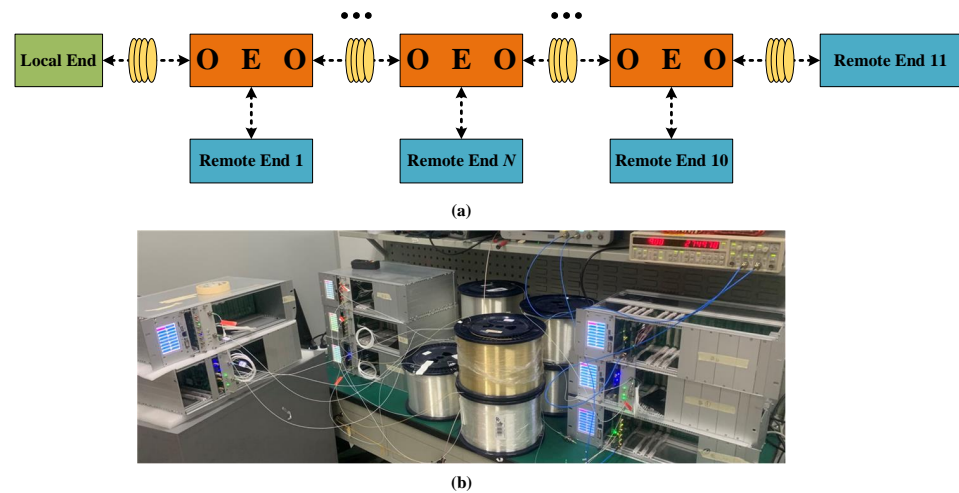 Local End
O E O
O E O
O E O
Remote End 11
Remote End 1
Remote End N
Remote End 10
(a)
(b)